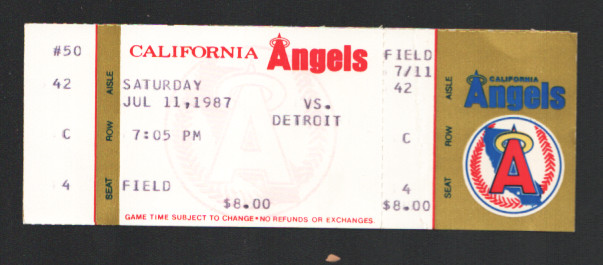 #50
42
C
4
AISLE
ROW
SEAT
CALIFORNIA Angels
SATURDAY
JUL 11,1987 VS.
DETROIT
7:05 PM
FIELD
$8.00
GAME TIME SUBJECT TO CHANGE•NO REFUNDS OR EXCHANGES
FIELD
7/11
42
C
4
$8.00
AISLE
ROW
SEAT
CALIFORNIA
Angels
A